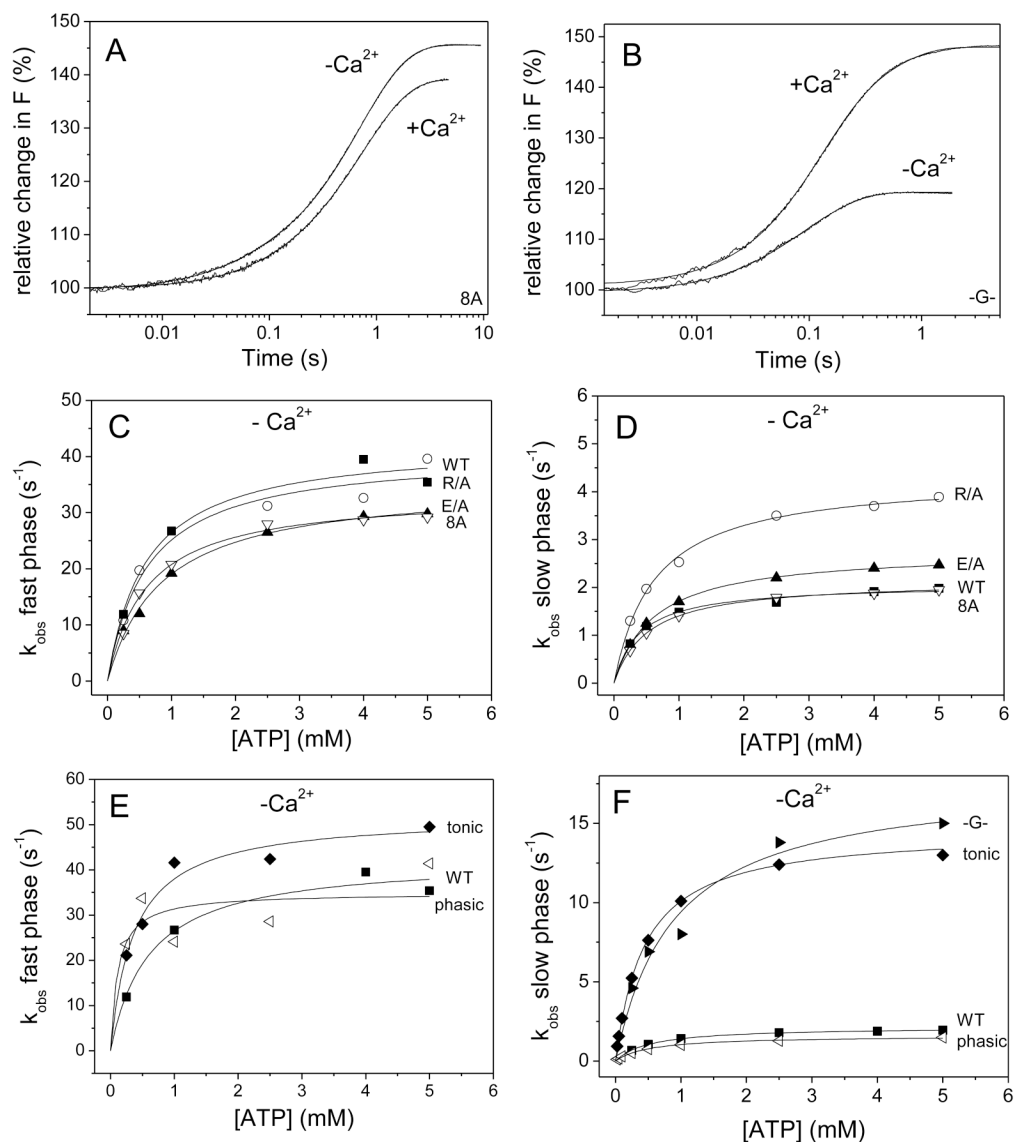 A
-Ca²⁺
+Ca²⁺
8A
relative change in F (%)
100
110
120
130
140
150
0.01
0.1
1
10
Time (s)
B
+Ca²⁺
-Ca²⁺
-G-
relative change in F (%)
100
110
120
130
140
150
0.01
0.1
1
Time (s)
C
- Ca²⁺
WT
R/A
E/A
8A
k_obs fast phase (s⁻¹)
0
10
20
30
40
50
0
1
2
3
4
5
6
[ATP] (mM)
D
- Ca²⁺
R/A
E/A
WT
8A
k_obs slow phase (s⁻¹)
0
1
2
3
4
5
6
0
1
2
3
4
5
6
[ATP] (mM)
E
-Ca²⁺
tonic
WT
phasic
k_obs fast phase (s⁻¹)
0
10
20
30
40
50
60
0
1
2
3
4
5
6
[ATP] (mM)
F
-Ca²⁺
-G-
tonic
WT
phasic
k_obs slow phase (s⁻¹)
0
5
10
15
0
1
2
3
4
5
6
[ATP] (mM)